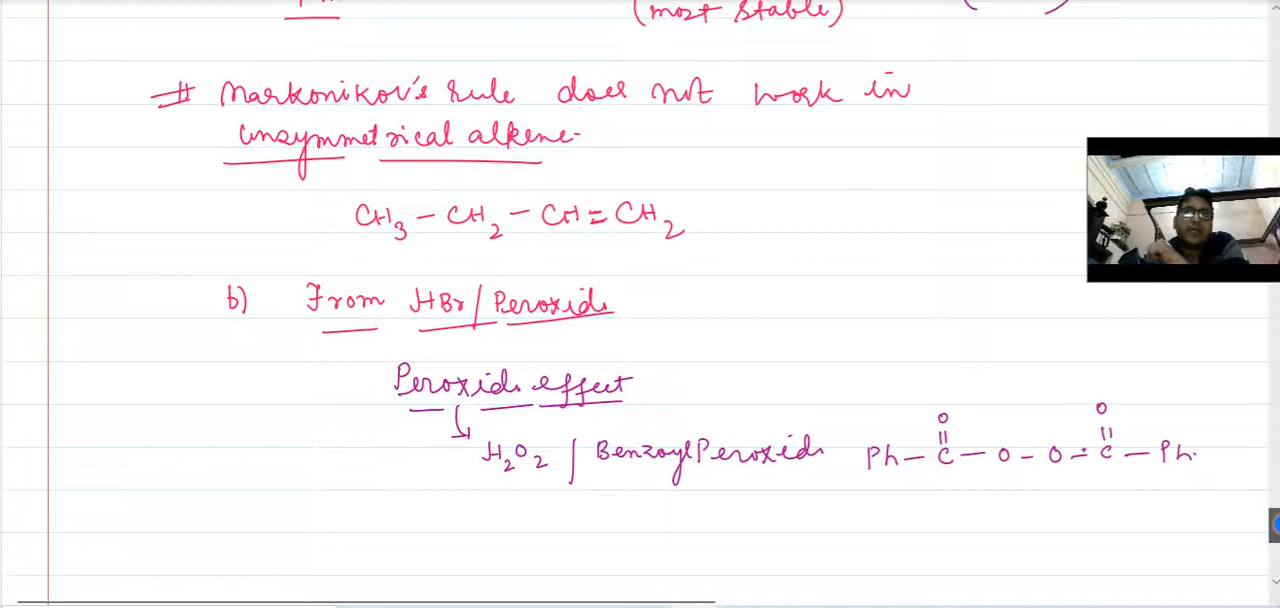 (most stable)
# Markonikov's rule does not work in
unsymmetrical alkene-
CH3 - CH2 - CH = CH2
b) From HBr/Peroxide
Peroxide effect
H2O2 / Benzoyl Peroxide Ph - C - O - O - C - Ph.
O O